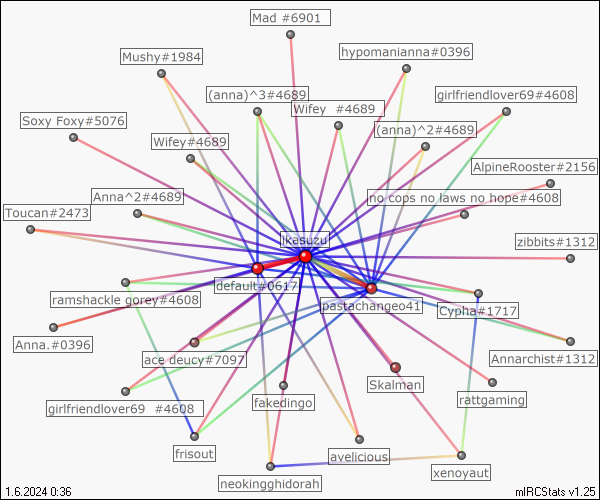 Mad #6901
Mushy#1984
hypomanianna#0396
(anna)^3#4689
Wifey  #4689
girlfriendlover69#4608
Soxy Foxy#5076
(anna)^2#4689
Wifey#4689
AlpineRooster#2156
Anna^2#4689
no cops no laws no hope#4608
Toucan#2473
jkasuzu
zibbits#1312
default#0617
ramshackle gorey#4608
pastachangeo41
Cypha#1717
Anna.#0396
ace deucy#7097
Annarchist#1312
Skalman
rattgaming
girlfriendlover69  #4608
fakedingo
frisout
avelicious
xenoyaut
neokingghidorah
1.6.2024 0:36
mIRCStats v1.25